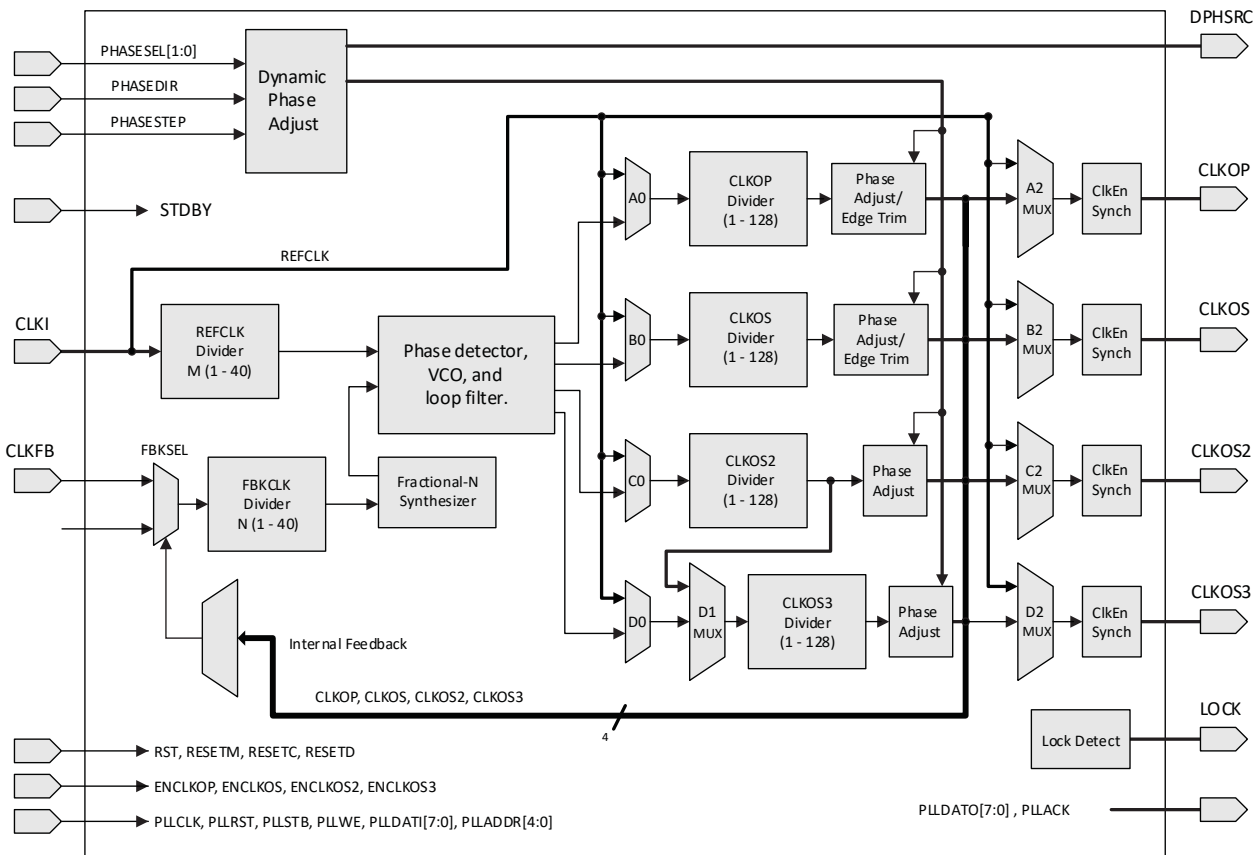 DPHSRC
PHASESEL[1:0]
PHASEDIR
PHASESTEP
Dynamic
Phase
Adjust
STDBY
REFCLK
CLKI
REFCLK
Divider
M (1 - 40)
Phase detector,
VCO, and
loop filter.
CLKFB
FBKSEL
FBKCLK
Divider
N (1 - 40)
Fractional-N
Synthesizer
Internal Feedback
CLKOP, CLKOS, CLKOS2, CLKOS3
4
A0
CLKOP
Divider
(1 - 128)
Phase
Adjust/
Edge Trim
A2
MUX
ClkEn
Synch
CLKOP
B0
CLKOS
Divider
(1 - 128)
Phase
Adjust/
Edge Trim
B2
MUX
ClkEn
Synch
CLKOS
C0
CLKOS2
Divider
(1 - 128)
Phase
Adjust
C2
MUX
ClkEn
Synch
CLKOS2
D0
D1
MUX
CLKOS3
Divider
(1 - 128)
Phase
Adjust
D2
MUX
ClkEn
Synch
CLKOS3
Lock Detect
LOCK
RST, RESETM, RESETC, RESETD
ENCLKOP, ENCLKOS, ENCLKOS2, ENCLKOS3
PLLCLK, PLLRST, PLLSTB, PLLWE, PLLDATI[7:0], PLLADDR[4:0]
PLLDATO[7:0] , PLLACK